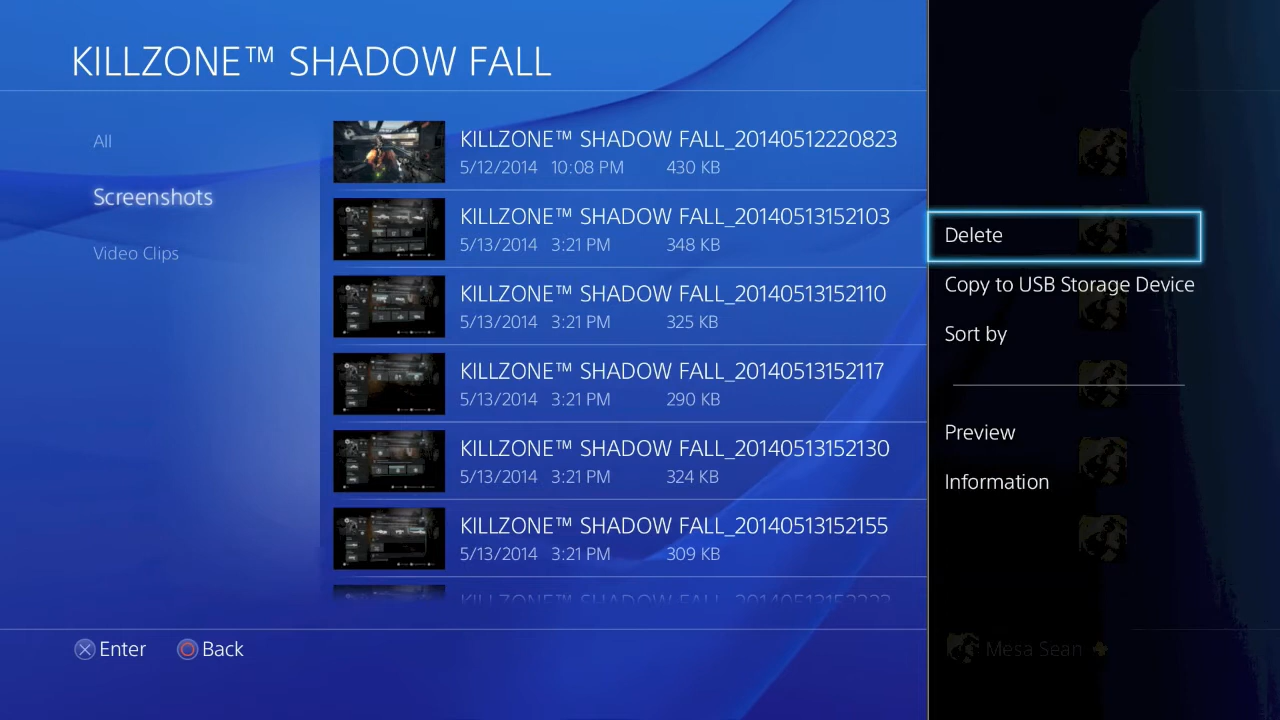 KILLZONE™ SHADOW FALL
All
Screenshots
Video Clips
KILLZONE™ SHADOW FALL_20140512220823
5/12/2014 10:08 PM 430 KB
KILLZONE™ SHADOW FALL_20140513152103
5/13/2014 3:21 PM 348 KB
KILLZONE™ SHADOW FALL_20140513152110
5/13/2014 3:21 PM 325 KB
KILLZONE™ SHADOW FALL_20140513152117
5/13/2014 3:21 PM 290 KB
KILLZONE™ SHADOW FALL_20140513152130
5/13/2014 3:21 PM 324 KB
KILLZONE™ SHADOW FALL_20140513152155
5/13/2014 3:21 PM 309 KB
KILLZONE™ SHADOW
Delete
Copy to USB Storage Device
Sort by
Preview
Information
Enter
Back
Mesa Sean